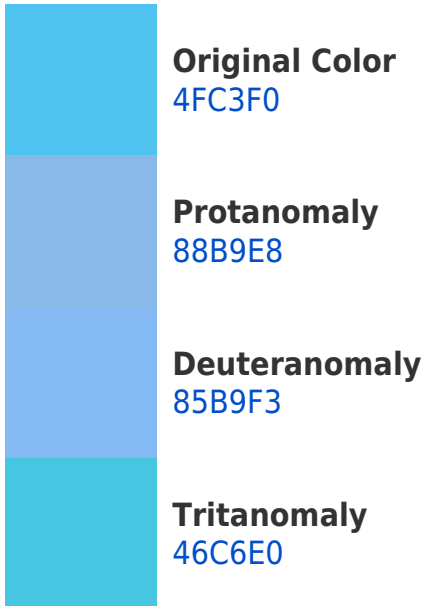 Original Color
4FC3F0
Protanomaly
88B9E8
Deuteranomaly
85B9F3
Tritanomaly
46C6E0